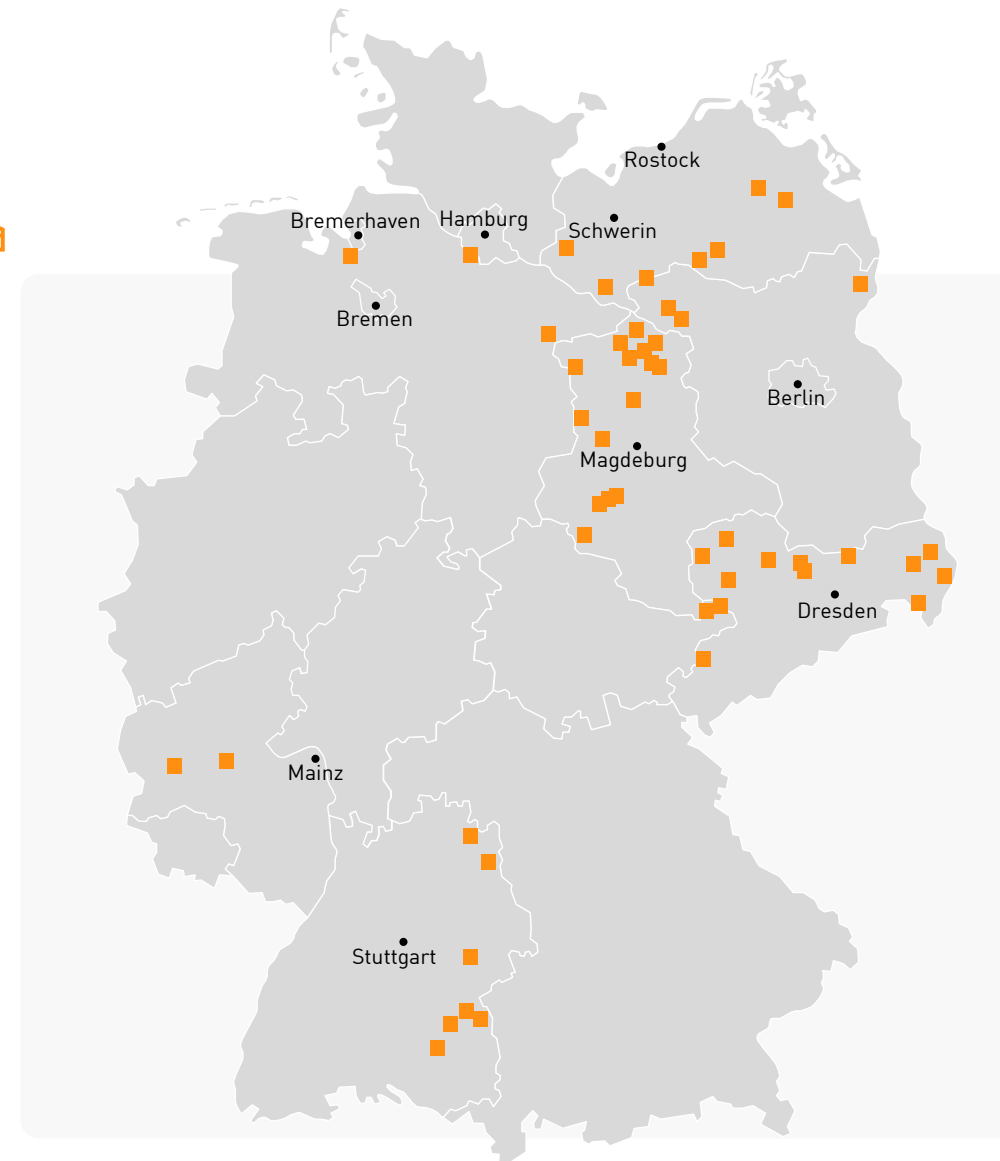 Rostock
Bremerhaven
Hamburg
Schwerin
Bremen
Berlin
Magdeburg
Dresden
Mainz
Stuttgart